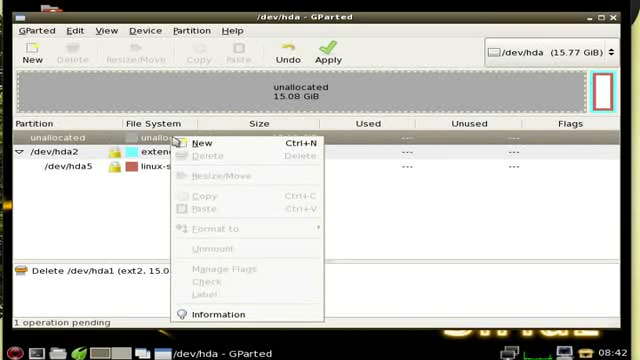 /dev/hda - GParted
GParted Edit View Device Partition Help
New Delete Resize/Move Copy Paste Undo Apply
/dev/hda (15.77 GiB)
unallocated
15.08 GiB
Partition File System Size Used Unused Flags
unallocated unalloc --- ---
/dev/hda2 exten --- ---
/dev/hda5 linux-s --- ---
New Ctrl+N
Delete Delete
Resize/Move
Copy Ctrl+C
Paste Ctrl+V
Format to
Unmount
Manage Flags
Check
Label
Information
Delete /dev/hda1 (ext2, 15.0
1 operation pending
/dev/hda - GParted
08:42